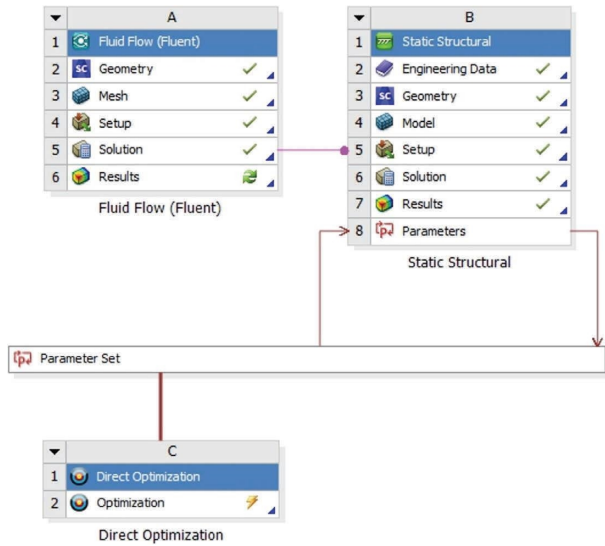 A
1 Fluid Flow (Fluent)
2 SC Geometry
3 Mesh
4 Setup
5 Solution
6 Results
Fluid Flow (Fluent)
B
1 Static Structural
2 Engineering Data
3 SC Geometry
4 Model
5 Setup
6 Solution
7 Results
8 Parameters
Static Structural
Parameter Set
C
1 Direct Optimization
2 Optimization
Direct Optimization